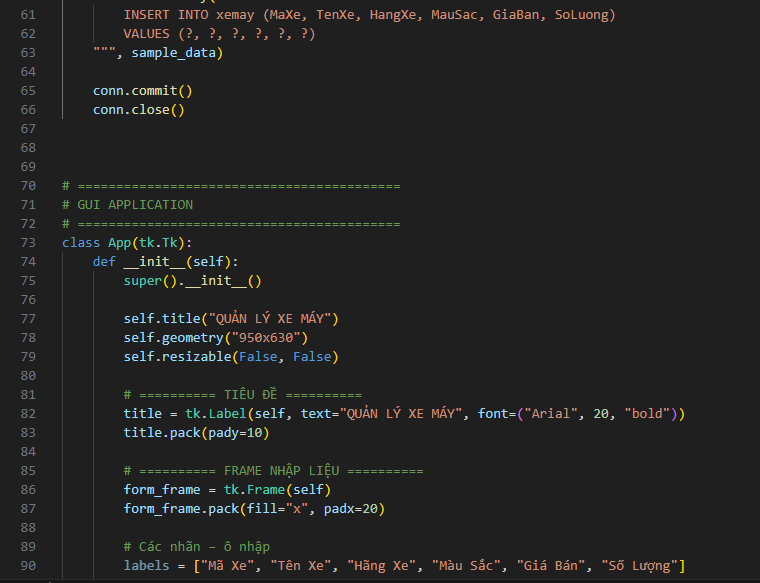 61 INSERT INTO xemay (MaXe, TenXe, HangXe, MauSac, GiaBan, SoLuong)
62 VALUES (?, ?, ?, ?, ?, ?)
63 """, sample_data)
64
65 conn.commit()
66 conn.close()
67
68
69
70 # ==========================================
71 # GUI APPLICATION
72 # ==========================================
73 class App(tk.Tk):
74 def __init__(self):
75 super().__init__()
76
77 self.title("QUẢN LÝ XE MÁY")
78 self.geometry("950x630")
79 self.resizable(False, False)
80
81 # ========== TIÊU ĐỀ ==========
82 title = tk.Label(self, text="QUẢN LÝ XE MÁY", font=("Arial", 20, "bold"))
83 title.pack(pady=10)
84
85 # ========== FRAME NHẬP LIỆU ==========
86 form_frame = tk.Frame(self)
87 form_frame.pack(fill="x", padx=20)
88
89 # Các nhãn – ô nhập
90 labels = ["Mã Xe", "Tên Xe", "Hãng Xe", "Màu Sắc", "Giá Bán", "Số Lượng"]